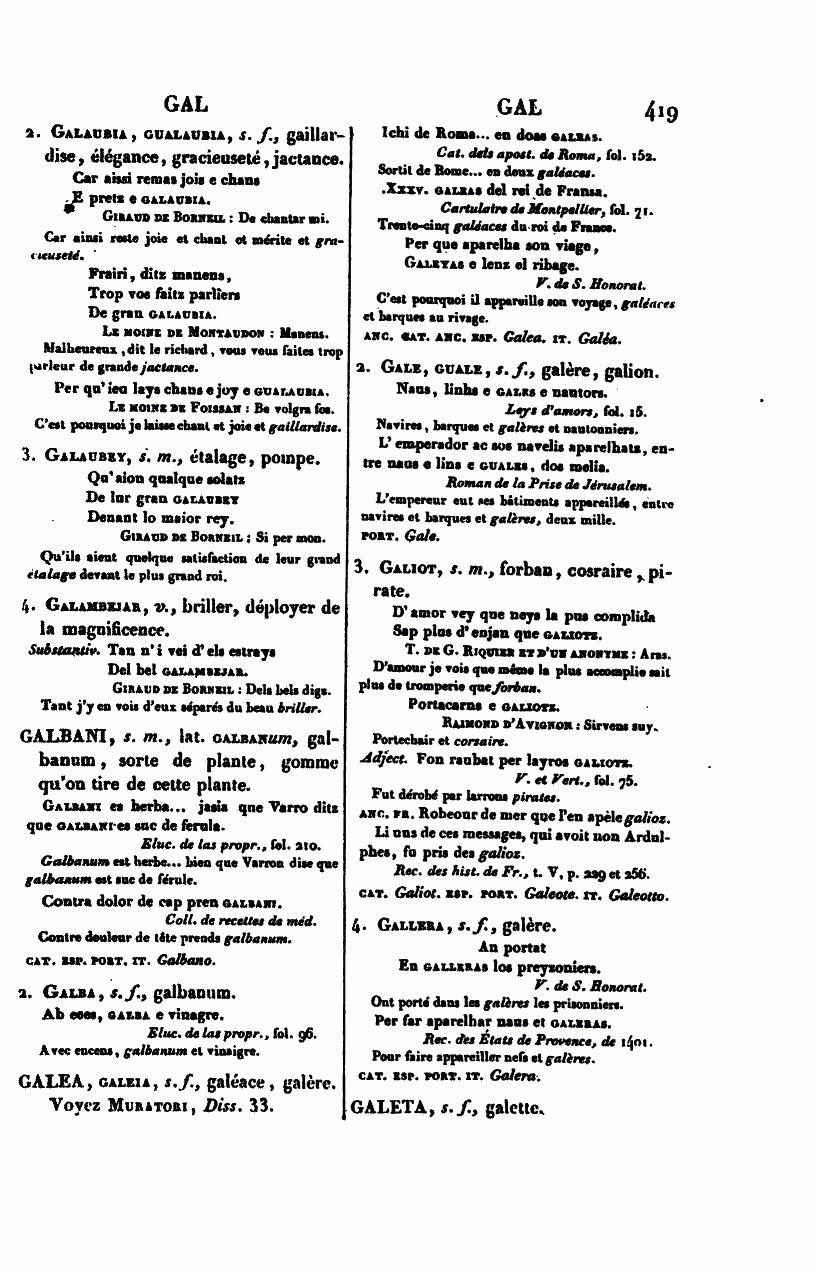 GAL
2. Galaubia, gualaubia, s. f., gaillar-
dise, élégance, gracieuseté, jactance.
Car aissi remas jois e chans
E pretz e galaubia.
Giraud de Borneil : De chantar mi.
Car ainsi reste joie et chant et mérite et gra-
cieuseté.
Frairi, ditz manens,
Trop vos faitz parliers
De gran galaubia.
Le moine de Montaudon : Manens.
Malheureux, dit le richard, vous vous faites trop
parleur de grande jactance.
Per qu'ieu lays chans e joy e gualaubia.
Le moine de Foissan : Be volgra fos.
C'est pourquoi je laisse chant et joie et gaillardise.
3. Galaubey, s. m., étalage, pompe.
Qu'aion qualque solatz
De lur gran galaubey
Denant lo maior rey.
Giraud de Borneil ; Si per mon.
Qu'ils aient quelque satisfaction de leur grand
étalage devant le plus grand roi.
4. Galambejar, v., briller, déployer de
la magnificence.
Substantiv. Tan n'i vei d'els estrays
Del bel galambejar.
Giraud de Borneil : Dels bels digs.
Tant j'y en vois d'eux séparés du beau briller.
GALBANI, s. m., lat. galbanum, gal-
banum, sorte de plante, gomme
qu'on tire de cette plante.
Galbani es herba... jasia que Varro ditz
que galbani es suc de ferula.
Eluc. de las propr., fol. 210.
Galbanum est herbe... bien que Varron dise que
galbanum est suc de férule.
Contra dolor de cap pren galbani.
Coll. de recettes de méd.
Contre douleur de tête prends galbanum.
cat. esp. port. it. Galbano.
2. Galba, s. f., galbanum.
Ab eses, galba e vinagre.
Eluc. de las propr., fol. 96.
Avec encens, galbanum et vinaigre.
GALEA, galeia, s. f., galéace, galère.
Voyez Muratori, Diss. 33.
GAL 419
Ichi de Roma... en doas galeas.
Cat. dels apost. de Roma, fol. 152.
Sortit de Rome... en deux galéaces.
.Xxxv. galeas del rei de Fransa.
Cartulaire de Montpellier, fol. 71.
Trente-cinq galéaces du roi de France.
Per que aparelha son viage,
Galeyas e lenz el ribage.
V. de S. Honorat.
C'est pourquoi il appareille son voyage, galéaces
et barques au rivage.
anc. cat. anc. esp. Galea. it. Galéa.
2. Gale, guale, s. f., galère, galion.
Naus, linhs e gales e nautors.
Leys d'amors, fol. 15.
Navires, barques et galères et nautonniers.
L'emperador ac sos navelis aparelhats, en-
tre naus e lins e guales, dos melia.
Roman de la Prise de Jérusalem.
L'empereur eut ses bâtiments appareillés, entre
navires et barques et galères, deux mille.
port. Gale.
3. Galiot, s. m., forban, cosraire, pi-
rate.
D'amor vey que neys la pus complida
Sap plus d'enjan que galiotz.
T. de G. Riquier et d'un anonyme : Aras.
D'amour je vois que même la plus accomplie sait
plus de tromperie que forban.
Portacarns e galiotz.
Raimond d'Avignon : Sirvens suy.
Portechair et corsaire.
Adject. Fon raubat per layros galiotz.
V. et Vert., fol. 75.
Fut dérobé par larrons pirates.
anc. fr. Robeour de mer que l'en apèle galioz.
Li uns de ces messages, qui avoit non Ardul-
phes, fu pris des galioz.
Rec. des hist. de Fr., t. V, p. 229 et 256.
cat. Galiot. esp. port. Galeote. it. Galeotto.
4. Gallera, s. f., galère.
An portat
En galleras los preyzoniers.
V. de S. Honorat.
Ont porté dans les galères les prisonniers.
Per far aparelhar naus et galeras.
Rec. des États de Provence, de 1401.
Pour faire appareiller nefs et galères.
cat. esp. port. it. Galera.
GALETA, s. f., galette.